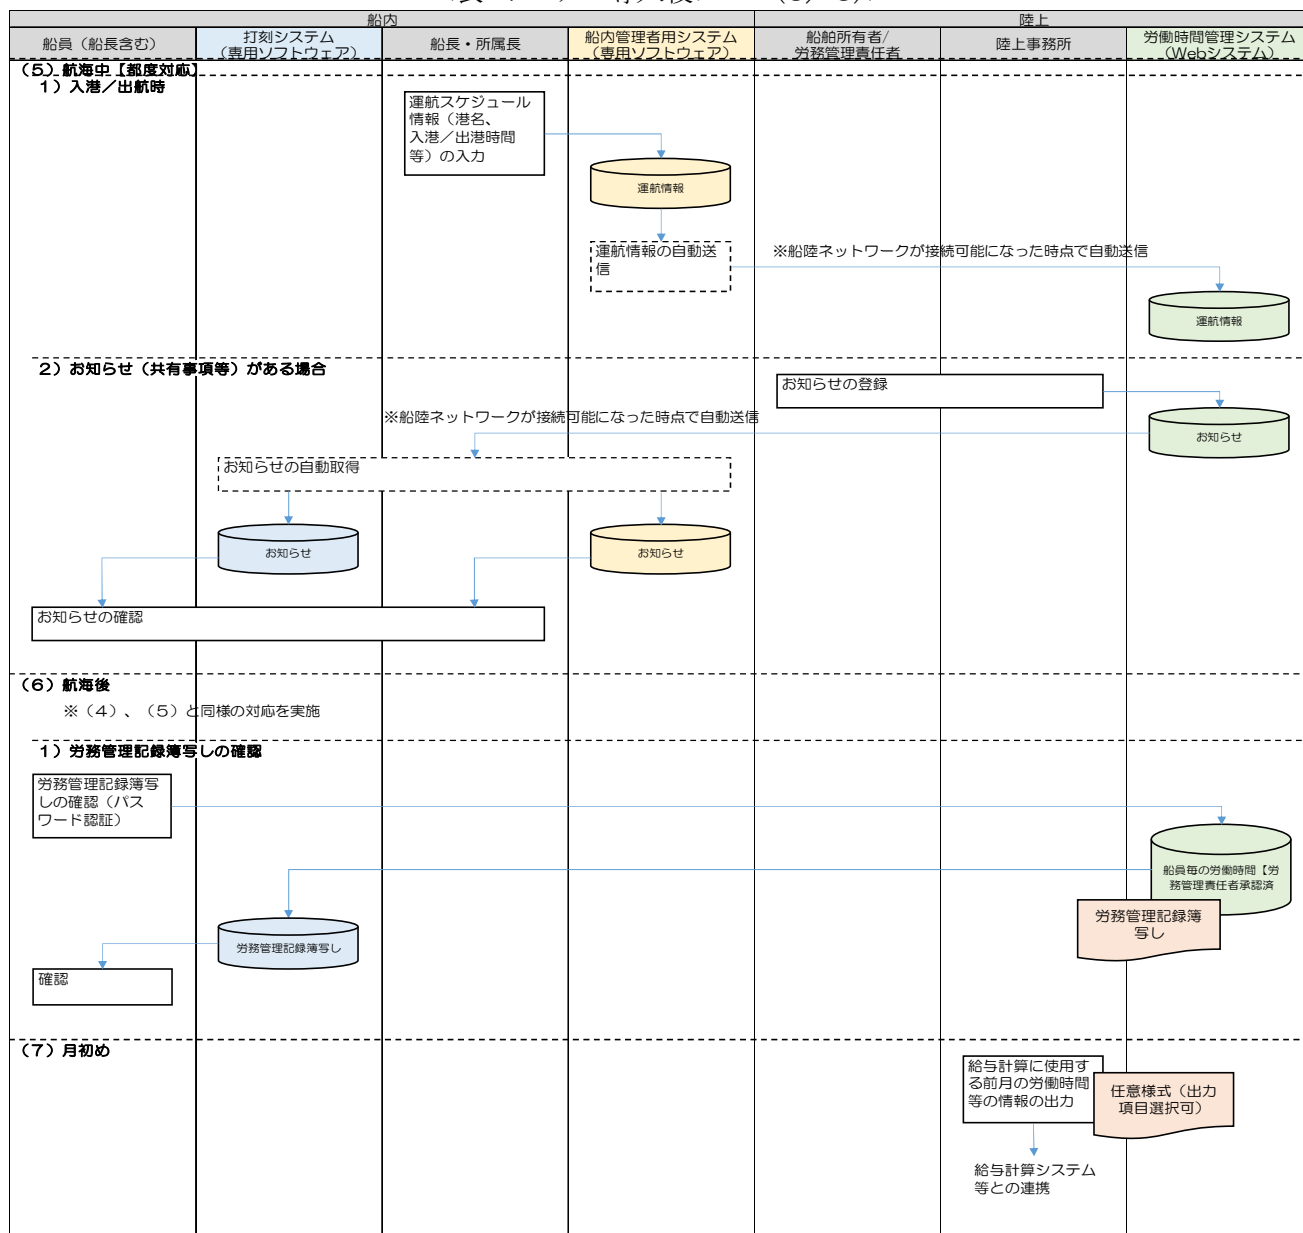 船内
陸上
船員（船長含む）
打刻システム
（専用ソフトウェア）
船長・所属長
船内管理者用システム
（専用ソフトウェア）
船舶所有者/
労務管理責任者
陸上事務所
労働時間管理システム
（Webシステム）
（５）航海中【都度対応】
１）入港／出航時
運航スケジュール
情報（港名、
入港／出港時間
等）の入力
運航情報
運航情報の自動送
信
※船陸ネットワークが接続可能になった時点で自動送信
運航情報
２）お知らせ（共有事項等）がある場合
お知らせの登録
※船陸ネットワークが接続可能になった時点で自動送信
お知らせ
お知らせの自動取得
お知らせ
お知らせ
お知らせの確認
（６）航海後
※（４）、（５）と同様の対応を実施
１）労務管理記録簿写しの確認
労務管理記録簿写
しの確認（パス
ワード認証）
船員毎の労働時間【労
務管理責任者承認済
労務管理記録簿
写し
労務管理記録簿写し
確認
（７）月初め
給与計算に使用す
る前月の労働時間
等の情報の出力
任意様式（出力
項目選択可）
給与計算システム
等との連携